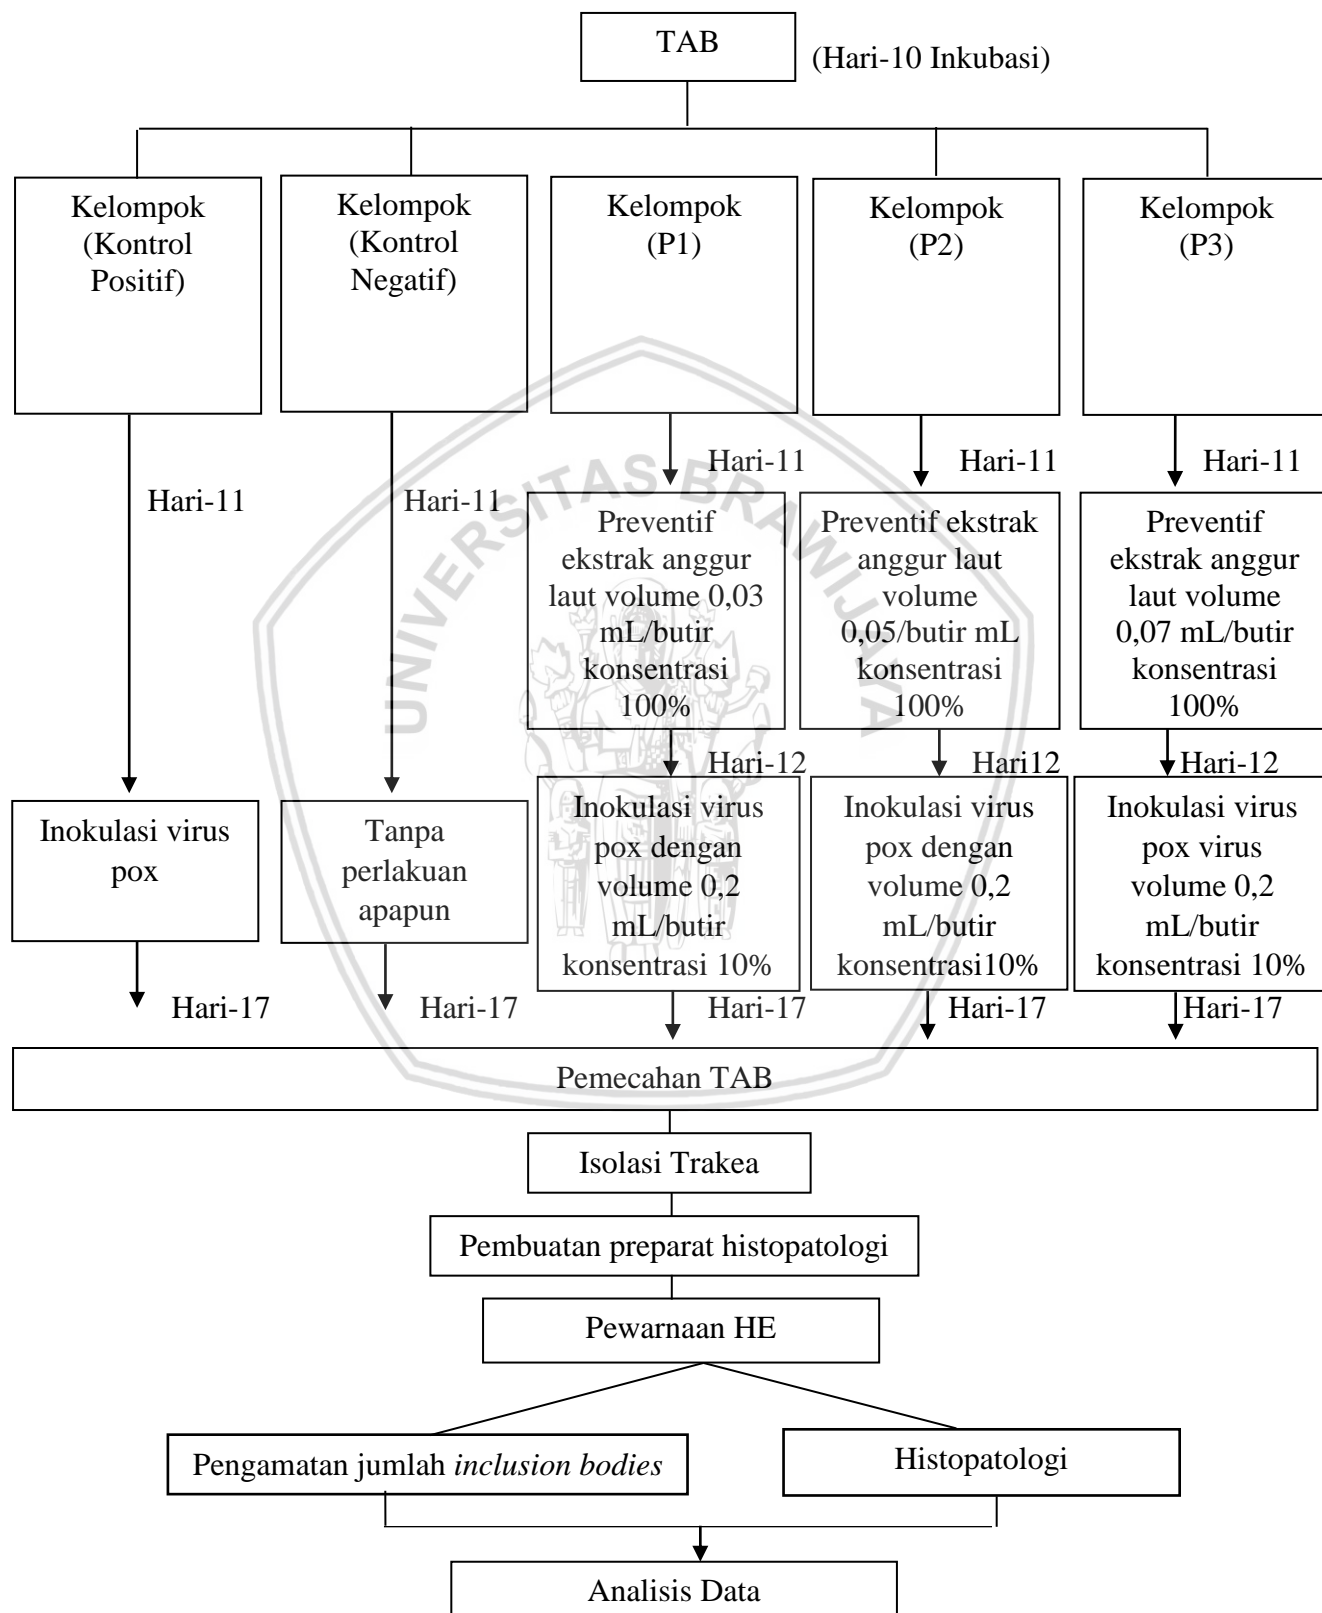 TAB
(Hari-10 Inkubasi)
Kelompok
(Kontrol
Positif)
Kelompok
(Kontrol
Negatif)
Kelompok
(P1)
Kelompok
(P2)
Kelompok
(P3)
Hari-11
Hari-11
Hari-11
Hari-11
Hari-11
UNIVERSITAS BRAWIJAYA
Preventif
ekstrak anggur
laut volume 0,03
mL/butir
konsentrasi
100%
Preventif ekstrak
anggur laut
volume
0,05/butir mL
konsentrasi
100%
Preventif
ekstrak anggur
laut volume
0,07 mL/butir
konsentrasi
100%
Hari-12
Hari12
Hari-12
Inokulasi virus
pox
Tanpa
perlakuan
apapun
Inokulasi virus
pox dengan
volume 0,2
mL/butir
konsentrasi 10%
Inokulasi virus
pox dengan
volume 0,2
mL/butir
konsentrasi10%
Inokulasi virus
pox virus
volume 0,2
mL/butir
konsentrasi 10%
Hari-17
Hari-17
Hari-17
Hari-17
Hari-17
Pemecahan TAB
Isolasi Trakea
Pembuatan preparat histopatologi
Pewarnaan HE
Pengamatan jumlah inclusion bodies
Histopatologi
Analisis Data